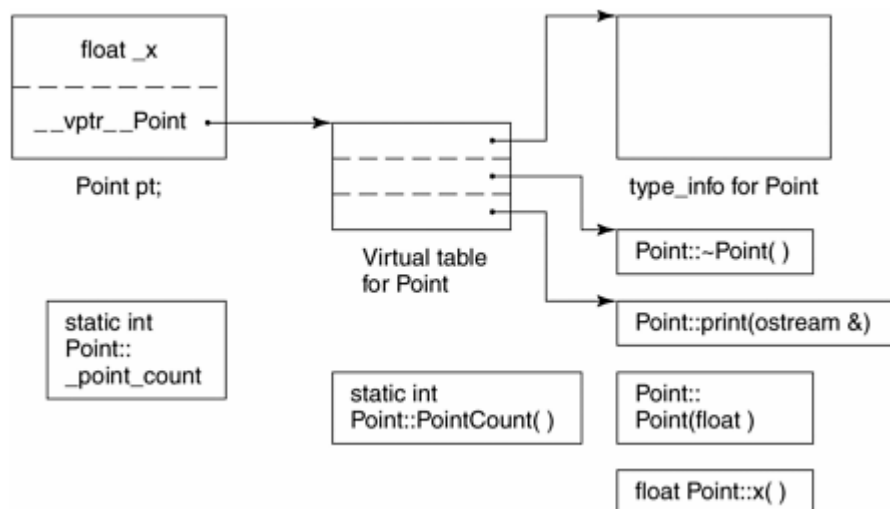 float _x
__vptr__Point
Point pt;
Virtual table
for Point
type_info for Point
Point::~Point( )
Point::print(ostream &)
static int
Point::
_point_count
static int
Point::PointCount( )
Point::
Point(float )
float Point::x( )